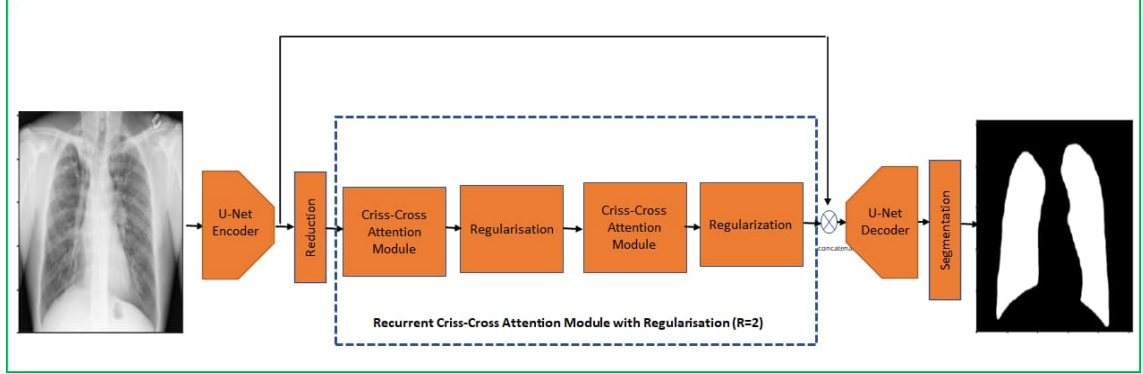 U-Net
Encoder
Reduction
Criss-Cross
Attention
Module
Regularisation
Criss-Cross
Attention
Module
Regularization
concatena
U-Net
Decoder
Segmentation
Recurrent Criss-Cross Attention Module with Regularisation (R=2)